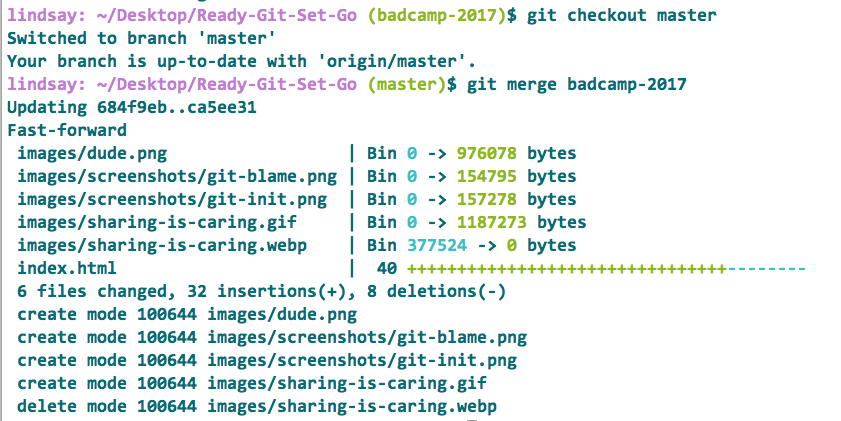 lindsay: ~/Desktop/Ready-Git-Set-Go (badcamp-2017)$ git checkout master
Switched to branch 'master'
Your branch is up-to-date with 'origin/master'.
lindsay: ~/Desktop/Ready-Git-Set-Go (master)$ git merge badcamp-2017
Updating 684f9eb..ca5ee31
Fast-forward
 images/dude.png                  | Bin 0 -> 976078 bytes
 images/screenshots/git-blame.png | Bin 0 -> 154795 bytes
 images/screenshots/git-init.png  | Bin 0 -> 157278 bytes
 images/sharing-is-caring.gif     | Bin 0 -> 1187273 bytes
 images/sharing-is-caring.webp    | Bin 377524 -> 0 bytes
 index.html                       |  40 ++++++++++++++++++++++++++++++++--------
 6 files changed, 32 insertions(+), 8 deletions(-)
 create mode 100644 images/dude.png
 create mode 100644 images/screenshots/git-blame.png
 create mode 100644 images/screenshots/git-init.png
 create mode 100644 images/sharing-is-caring.gif
 delete mode 100644 images/sharing-is-caring.webp